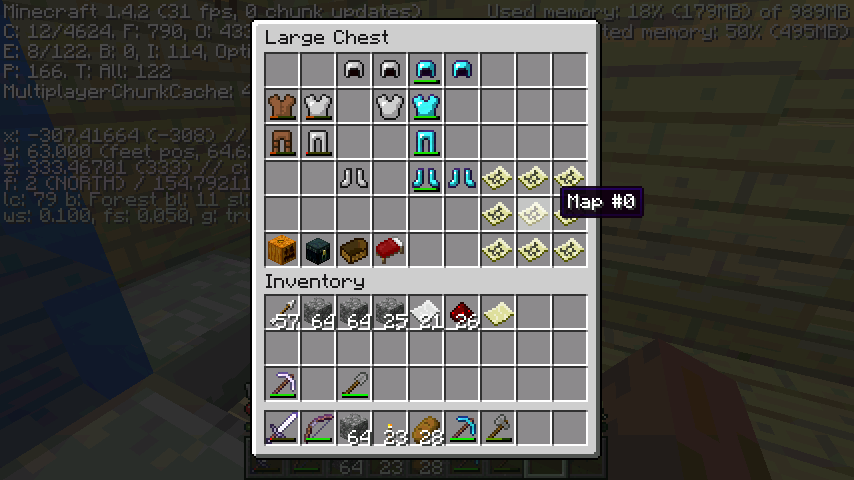 Minecraft 1.4.2 (31 fps, 0 chunk updates)
Used memory: 18% (179MB) of 989MB
C: 12/4624. F: 790, O: 43
ted memory: 50% (495MB)
E: 8/122. B: 0, I: 114, Opti
P: 166. T: All: 122
MultiplayerChunkCache: 4
x: -307.41664 (-308) //
y: 63.000 (feet pos, 64.6
z: 333.46701 (333) // c
f: 2 (NORTH) / 154.79211
lc: 79 b: Forest bl: 11 sl:
ws: 0.100, fs: 0.050, g: tru
Large Chest
Map #0
Inventory
57 64 64 25 21 26
64 23 28
64 23 28